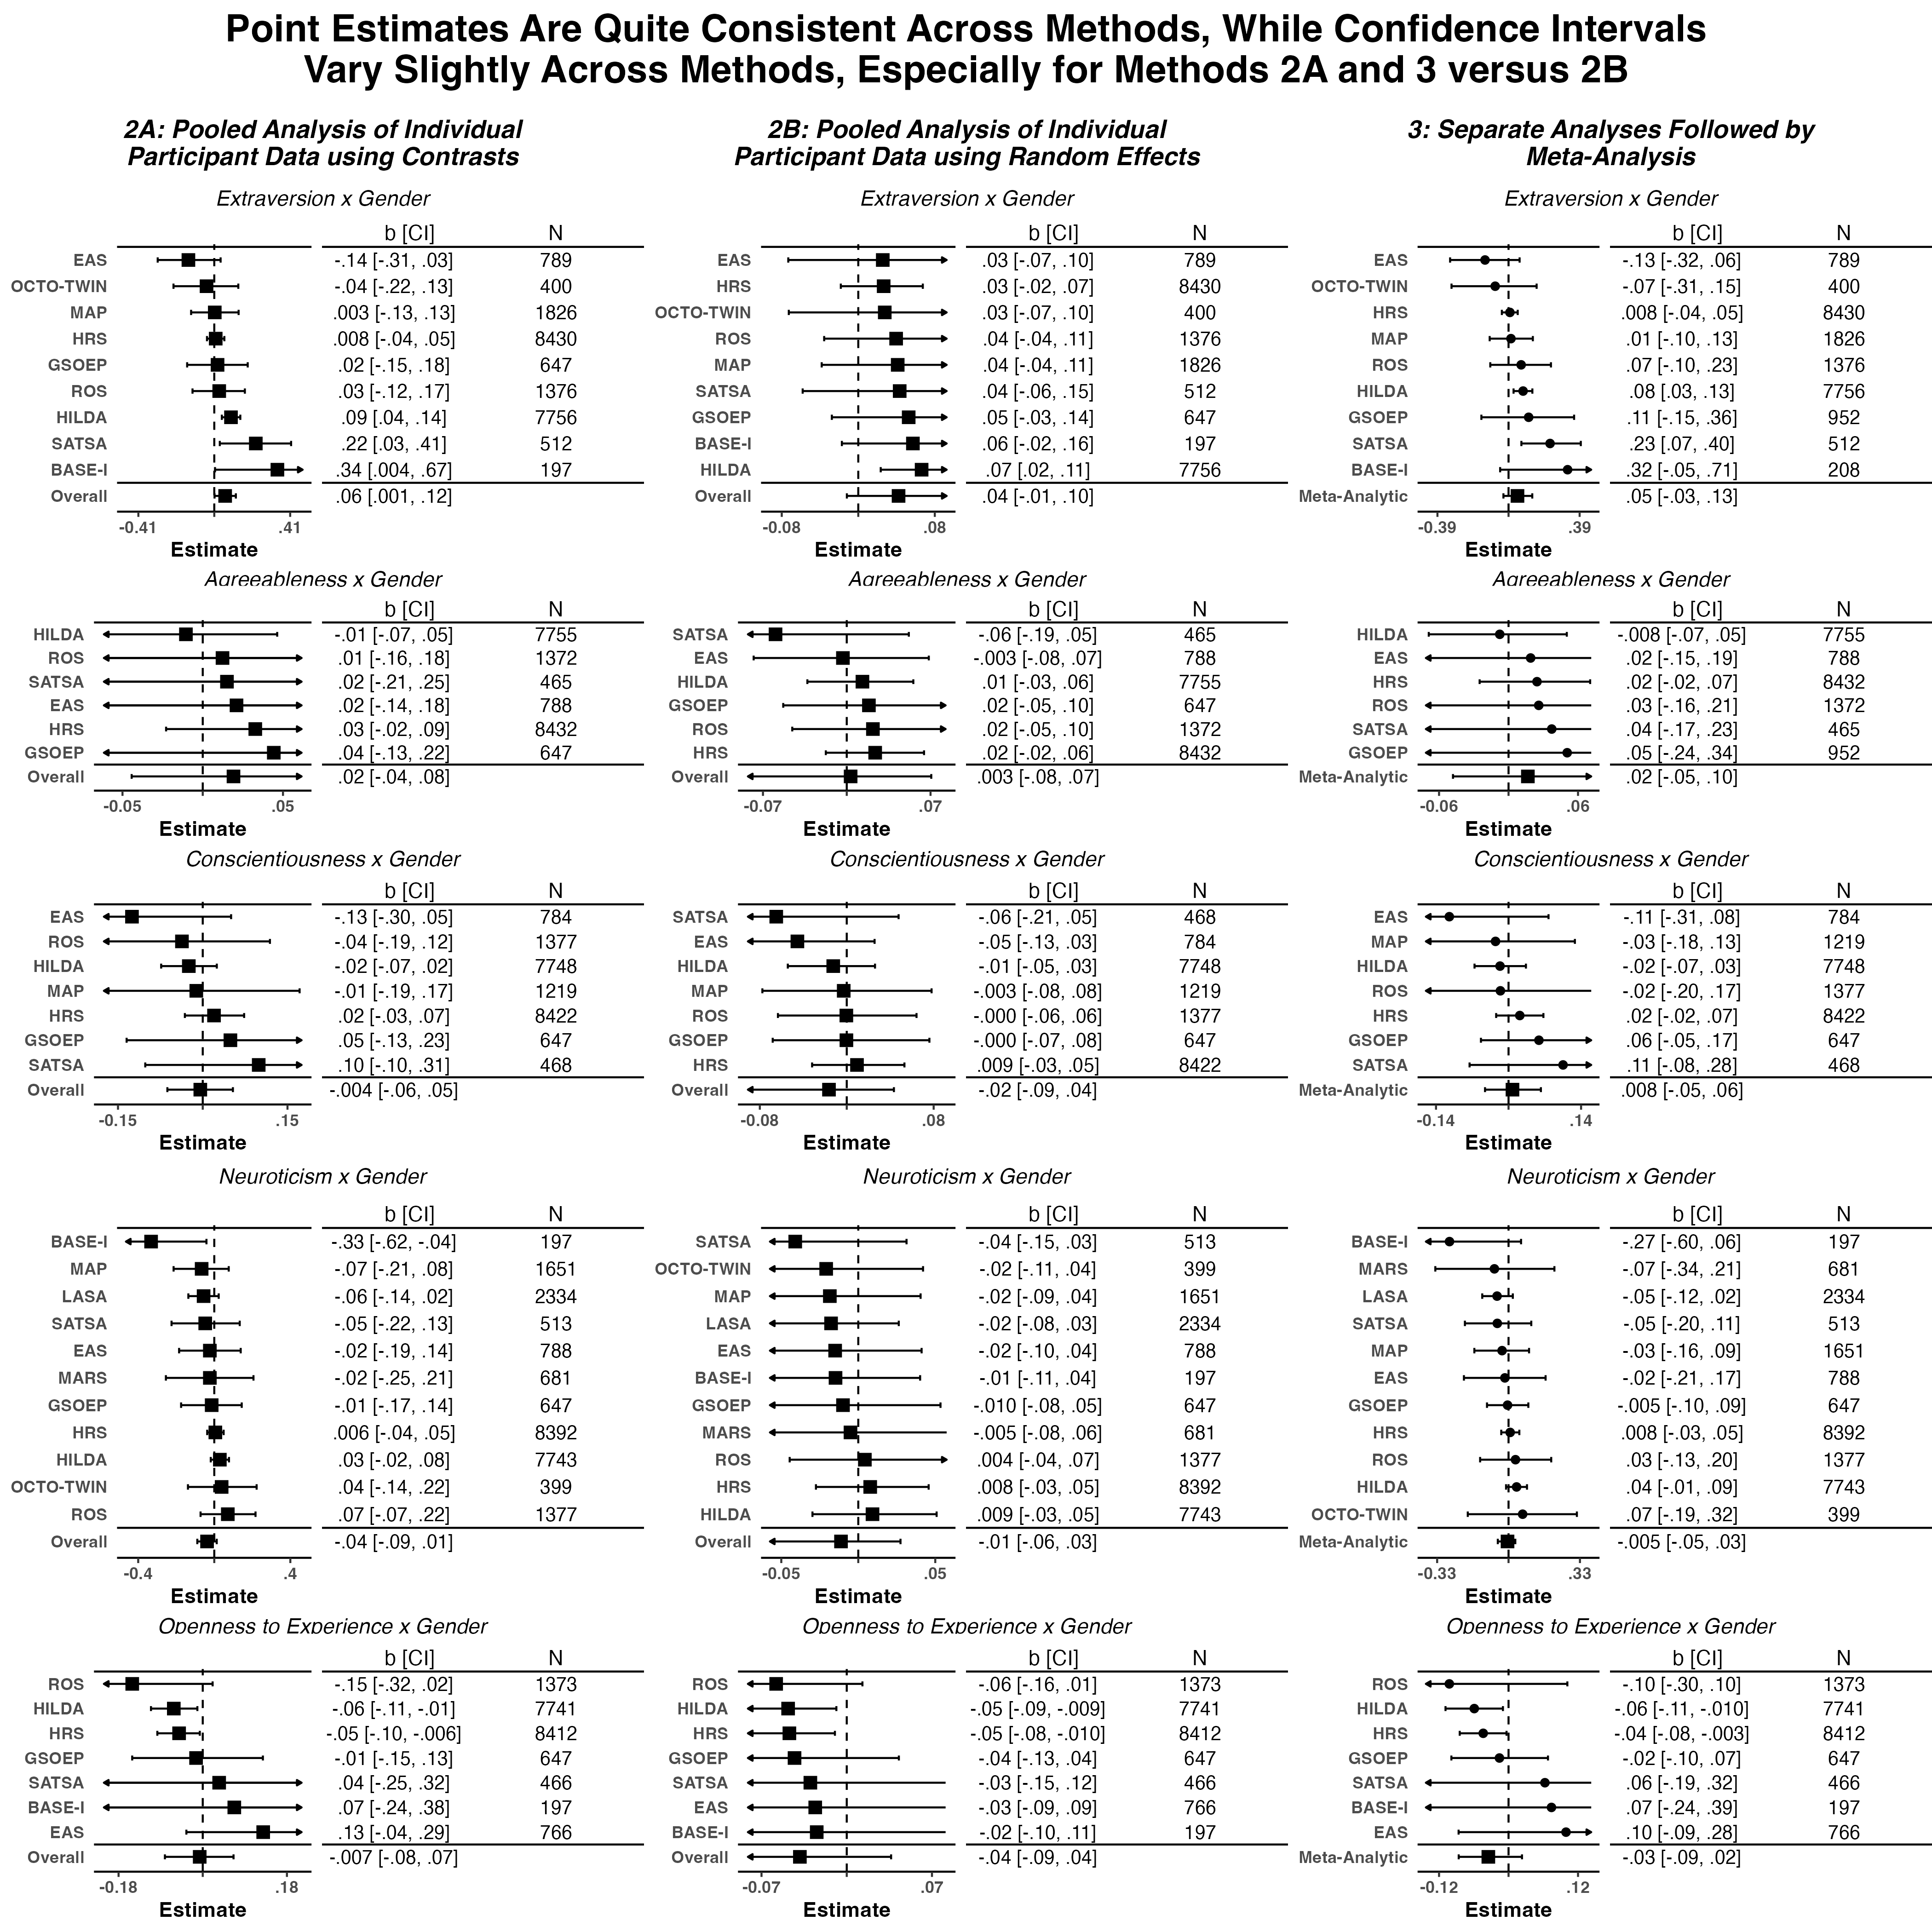 Point Estimates Are Quite Consistent Across Methods, While Confidence Intervals
Vary Slightly Across Methods, Especially for Methods 2A and 3 versus 2B
2A: Pooled Analysis of Individual
Participant Data using Contrasts
Extraversion x Gender
b [CI] N
EAS -.14 [-.31, .03] 789
OCTO-TWIN -.04 [-.22, .13] 400
MAP .003 [-.13, .13] 1826
HRS .008 [-.04, .05] 8430
GSOEP .02 [-.15, .18] 647
ROS .03 [-.12, .17] 1376
HILDA .09 [.04, .14] 7756
SATSA .22 [.03, .41] 512
BASE-I .34 [.004, .67] 197
Overall .06 [.001, .12]
-0.41 .41
Estimate
Agreeableness x Gender
b [CI] N
HILDA -.01 [-.07, .05] 7755
ROS .01 [-.16, .18] 1372
SATSA .02 [-.21, .25] 465
EAS .02 [-.14, .18] 788
HRS .03 [-.02, .09] 8432
GSOEP .04 [-.13, .22] 647
Overall .02 [-.04, .08]
-0.05 .05
Estimate
Conscientiousness x Gender
b [CI] N
EAS -.13 [-.30, .05] 784
ROS -.04 [-.19, .12] 1377
HILDA -.02 [-.07, .02] 7748
MAP -.01 [-.19, .17] 1219
HRS .02 [-.03, .07] 8422
GSOEP .05 [-.13, .23] 647
SATSA .10 [-.10, .31] 468
Overall -.004 [-.06, .05]
-0.15 .15
Estimate
Neuroticism x Gender
b [CI] N
BASE-I -.33 [-.62, -.04] 197
MAP -.07 [-.21, .08] 1651
LASA -.06 [-.14, .02] 2334
SATSA -.05 [-.22, .13] 513
EAS -.02 [-.19, .14] 788
MARS -.02 [-.25, .21] 681
GSOEP -.01 [-.17, .14] 647
HRS .006 [-.04, .05] 8392
HILDA .03 [-.02, .08] 7743
OCTO-TWIN .04 [-.14, .22] 399
ROS .07 [-.07, .22] 1377
Overall -.04 [-.09, .01]
-0.4 .4
Estimate
Openness to Experience x Gender
b [CI] N
ROS -.15 [-.32, .02] 1373
HILDA -.06 [-.11, -.01] 7741
HRS -.05 [-.10, -.006] 8412
GSOEP -.01 [-.15, .13] 647
SATSA .04 [-.25, .32] 466
BASE-I .07 [-.24, .38] 197
EAS .13 [-.04, .29] 766
Overall -.007 [-.08, .07]
-0.18 .18
Estimate
2B: Pooled Analysis of Individual
Participant Data using Random Effects
Extraversion x Gender
b [CI] N
EAS .03 [-.07, .10] 789
HRS .03 [-.02, .07] 8430
OCTO-TWIN .03 [-.07, .10] 400
ROS .04 [-.04, .11] 1376
MAP .04 [-.04, .11] 1826
SATSA .04 [-.06, .15] 512
GSOEP .05 [-.03, .14] 647
BASE-I .06 [-.02, .16] 197
HILDA .07 [.02, .11] 7756
Overall .04 [-.01, .10]
-0.08 .08
Estimate
Agreeableness x Gender
b [CI] N
SATSA -.06 [-.19, .05] 465
EAS -.003 [-.08, .07] 788
HILDA .01 [-.03, .06] 7755
GSOEP .02 [-.05, .10] 647
ROS .02 [-.05, .10] 1372
HRS .02 [-.02, .06] 8432
Overall .003 [-.08, .07]
-0.07 .07
Estimate
Conscientiousness x Gender
b [CI] N
SATSA -.06 [-.21, .05] 468
EAS -.05 [-.13, .03] 784
HILDA -.01 [-.05, .03] 7748
MAP -.003 [-.08, .08] 1219
ROS -.000 [-.06, .06] 1377
GSOEP -.000 [-.07, .08] 647
HRS .009 [-.03, .05] 8422
Overall -.02 [-.09, .04]
-0.08 .08
Estimate
Neuroticism x Gender
b [CI] N
SATSA -.04 [-.15, .03] 513
OCTO-TWIN -.02 [-.11, .04] 399
MAP -.02 [-.09, .04] 1651
LASA -.02 [-.08, .03] 2334
EAS -.02 [-.10, .04] 788
BASE-I -.01 [-.11, .04] 197
GSOEP -.010 [-.08, .05] 647
MARS -.005 [-.08, .06] 681
ROS .004 [-.04, .07] 1377
HRS .008 [-.03, .05] 8392
HILDA .009 [-.03, .05] 7743
Overall -.01 [-.06, .03]
-0.05 .05
Estimate
Openness to Experience x Gender
b [CI] N
ROS -.06 [-.16, .01] 1373
HILDA -.05 [-.09, -.009] 7741
HRS -.05 [-.08, -.010] 8412
GSOEP -.04 [-.13, .04] 647
SATSA -.03 [-.15, .12] 466
EAS -.03 [-.09, .09] 766
BASE-I -.02 [-.10, .11] 197
Overall -.04 [-.09, .04]
-0.07 .07
Estimate
3: Separate Analyses Followed by
Meta-Analysis
Extraversion x Gender
b [CI] N
EAS -.13 [-.32, .06] 789
OCTO-TWIN -.07 [-.31, .15] 400
HRS .008 [-.04, .05] 8430
MAP .01 [-.10, .13] 1826
ROS .07 [-.10, .23] 1376
HILDA .08 [.03, .13] 7756
GSOEP .11 [-.15, .36] 952
SATSA .23 [.07, .40] 512
BASE-I .32 [-.05, .71] 208
Meta-Analytic .05 [-.03, .13]
-0.39 .39
Estimate
Agreeableness x Gender
b [CI] N
HILDA -.008 [-.07, .05] 7755
EAS .02 [-.15, .19] 788
HRS .02 [-.02, .07] 8432
ROS .03 [-.16, .21] 1372
SATSA .04 [-.17, .23] 465
GSOEP .05 [-.24, .34] 952
Meta-Analytic .02 [-.05, .10]
-0.06 .06
Estimate
Conscientiousness x Gender
b [CI] N
EAS -.11 [-.31, .08] 784
MAP -.03 [-.18, .13] 1219
HILDA -.02 [-.07, .03] 7748
ROS -.02 [-.20, .17] 1377
HRS .02 [-.02, .07] 8422
GSOEP .06 [-.05, .17] 647
SATSA .11 [-.08, .28] 468
Meta-Analytic .008 [-.05, .06]
-0.14 .14
Estimate
Neuroticism x Gender
b [CI] N
BASE-I -.27 [-.60, .06] 197
MARS -.07 [-.34, .21] 681
LASA -.05 [-.12, .02] 2334
SATSA -.05 [-.20, .11] 513
MAP -.03 [-.16, .09] 1651
EAS -.02 [-.21, .17] 788
GSOEP -.005 [-.10, .09] 647
HRS .008 [-.03, .05] 8392
ROS .03 [-.13, .20] 1377
HILDA .04 [-.01, .09] 7743
OCTO-TWIN .07 [-.19, .32] 399
Meta-Analytic -.005 [-.05, .03]
-0.33 .33
Estimate
Openness to Experience x Gender
b [CI] N
ROS -.10 [-.30, .10] 1373
HILDA -.06 [-.11, -.010] 7741
HRS -.04 [-.08, -.003] 8412
GSOEP -.02 [-.10, .07] 647
SATSA .06 [-.19, .32] 466
BASE-I .07 [-.24, .39] 197
EAS .10 [-.09, .28] 766
Meta-Analytic -.03 [-.09, .02]
-0.12 .12
Estimate